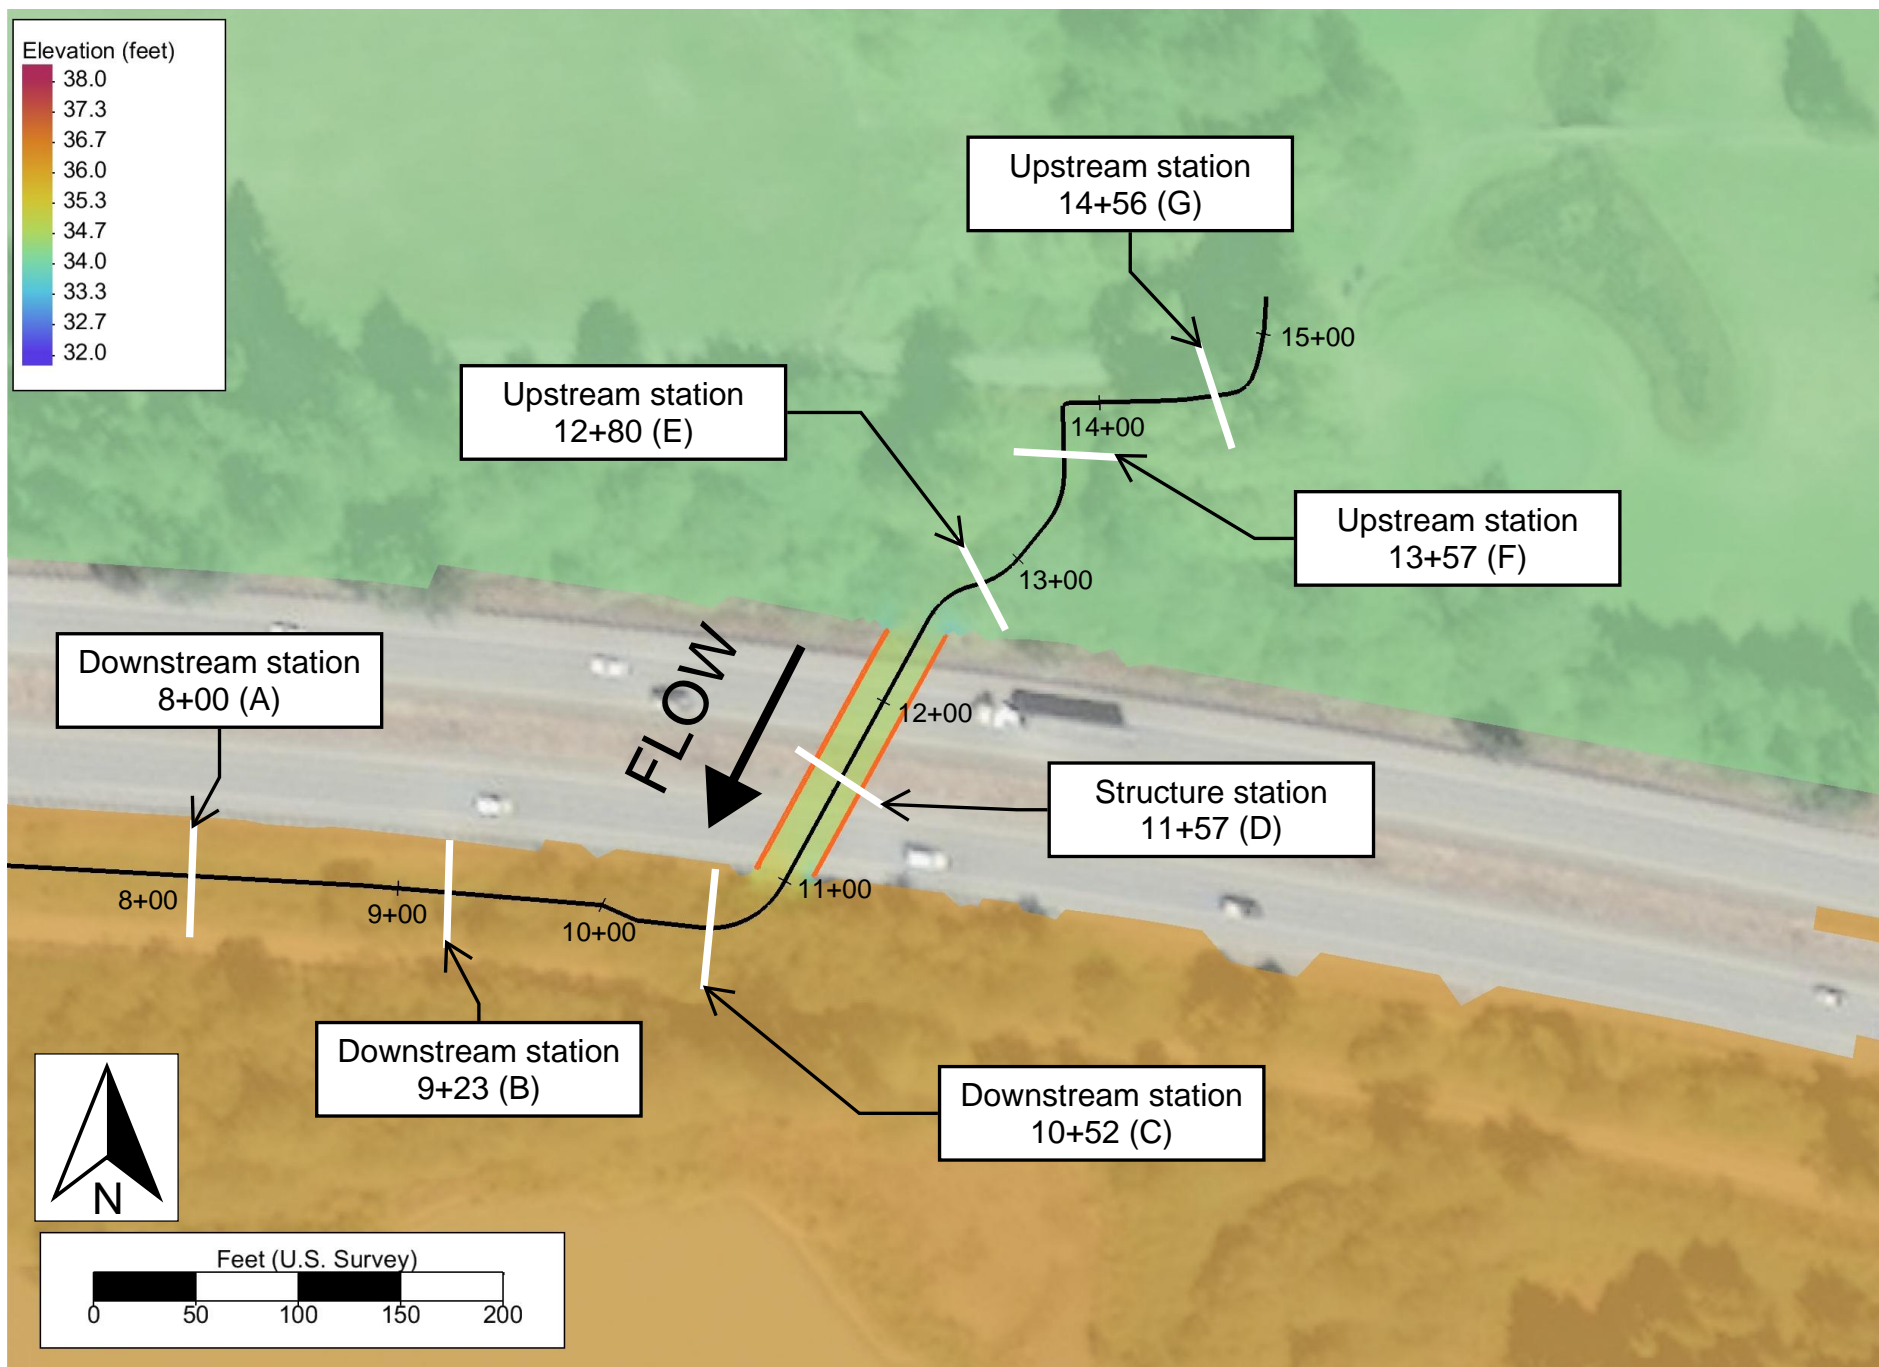 Elevation (feet)
38.0
37.3
36.7
36.0
35.3
34.7
34.0
33.3
32.7
32.0
Upstream station
14+56 (G)
15+00
Upstream station
12+80 (E)
14+00
Upstream station
13+57 (F)
13+00
Downstream station
8+00 (A)
FLOW
12+00
Structure station
11+57 (D)
8+00
9+00
10+00
11+00
Downstream station
9+23 (B)
Downstream station
10+52 (C)
N
Feet (U.S. Survey)
0 50 100 150 200